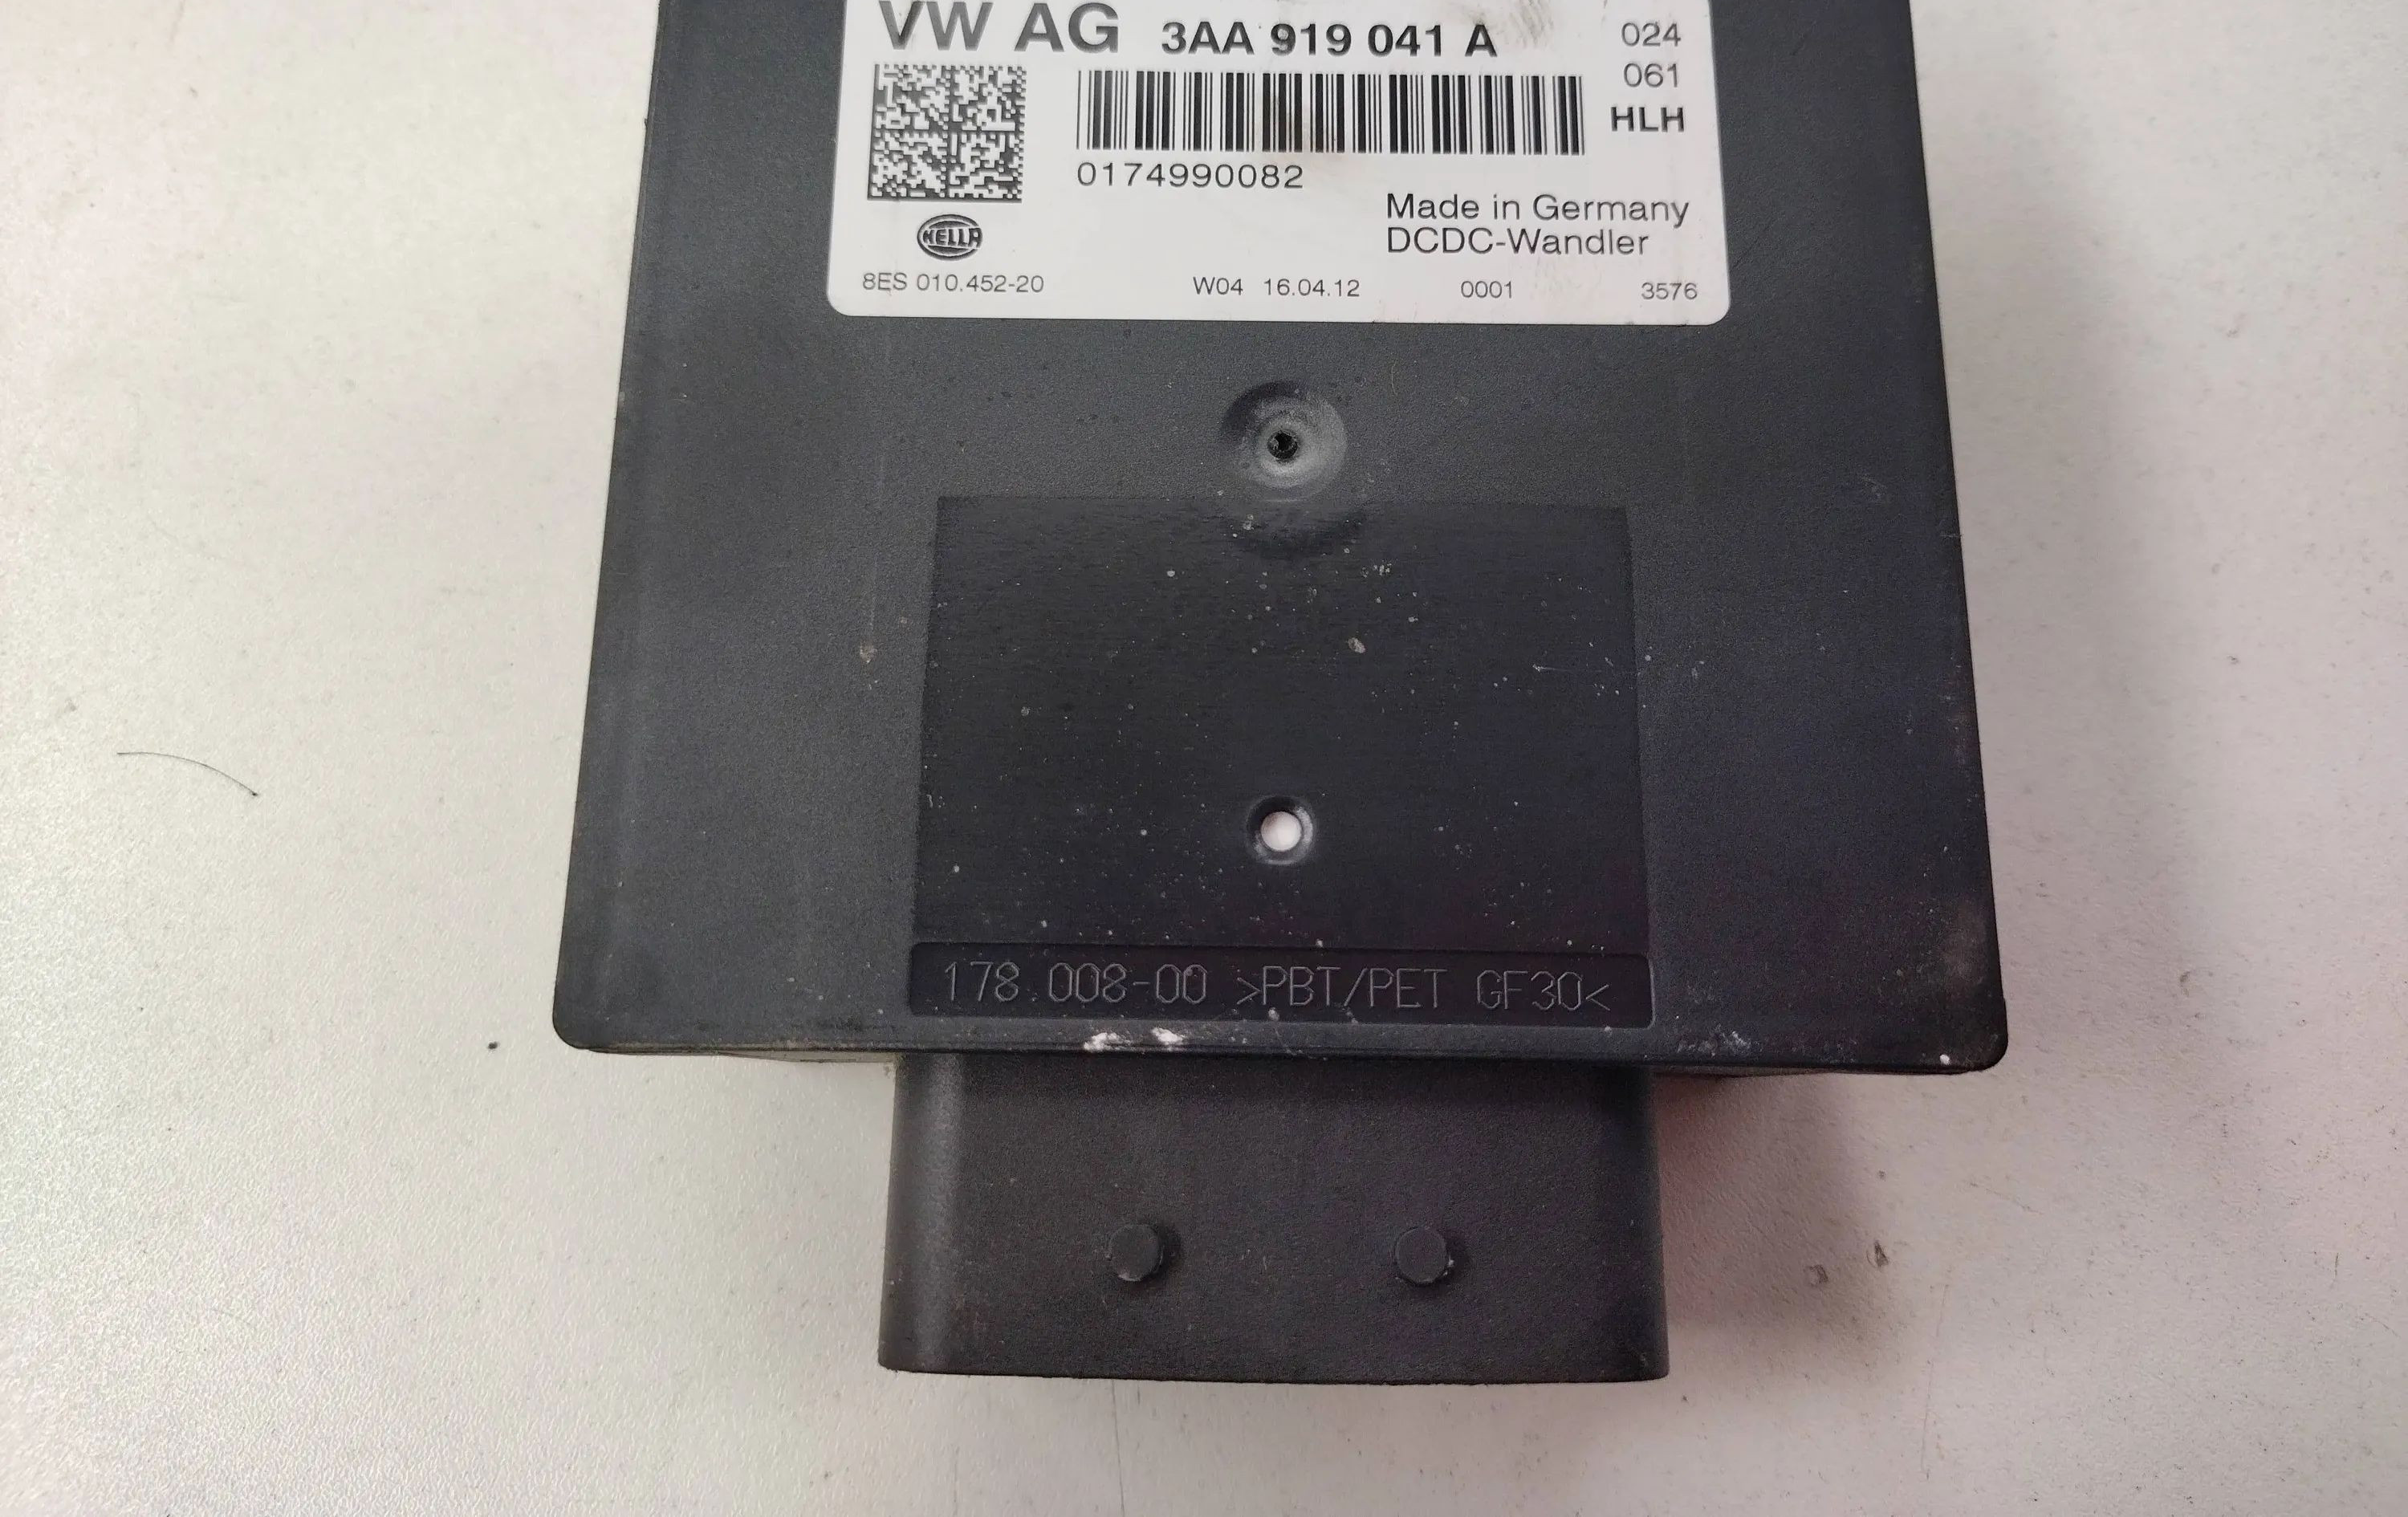 VW AG 3AA 919 041 A 024
061
HLH
0174990082
Made in Germany
DCDC-Wandler
HELLA
8ES 010.452-20 W04 16.04.12 0001 3576
178.008-00 >PBT/PET GF30<